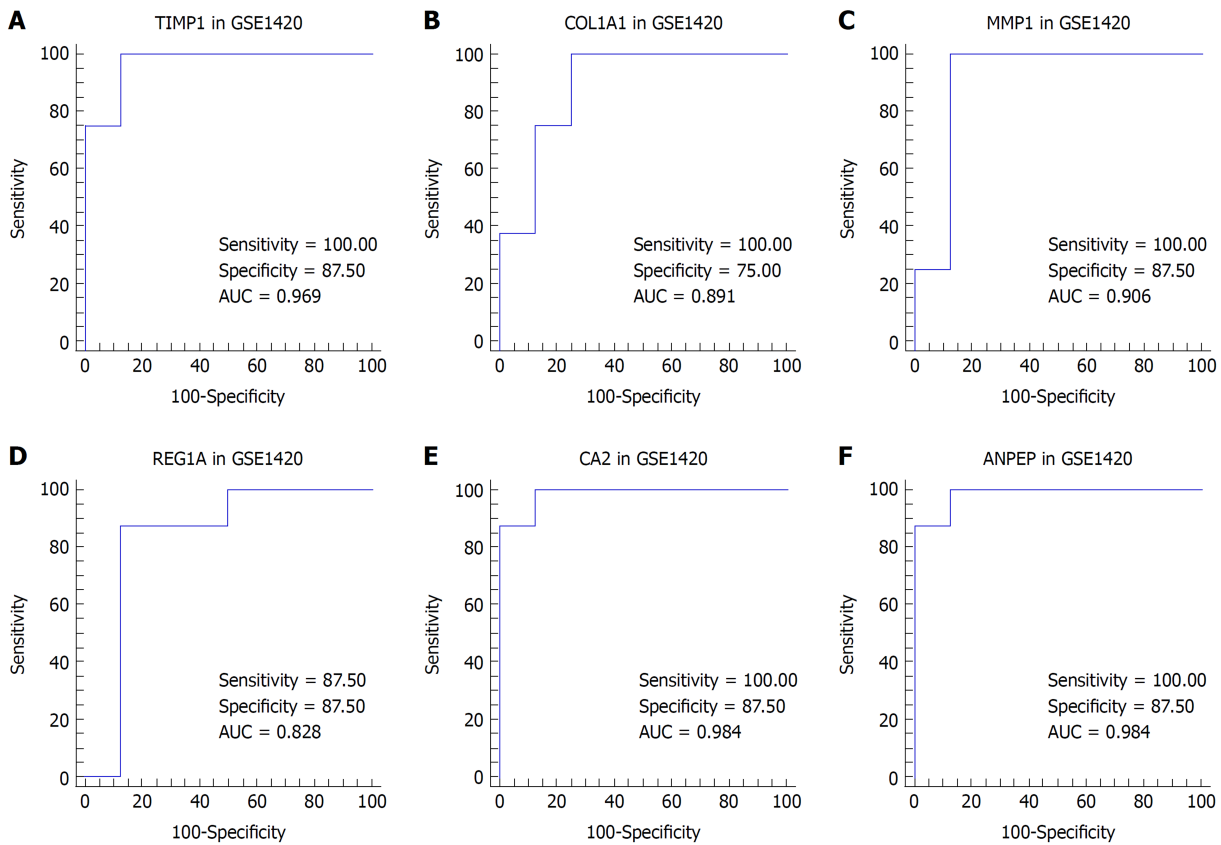 A
TIMP1 in GSE1420
100
80
60
40
20
0
Sensitivity
Sensitivity = 100.00
Specificity = 87.50
AUC = 0.969
0 20 40 60 80 100
100-Specificity
B
COL1A1 in GSE1420
100
80
60
40
20
0
Sensitivity
Sensitivity = 100.00
Specificity = 75.00
AUC = 0.891
0 20 40 60 80 100
100-Specificity
C
MMP1 in GSE1420
100
80
60
40
20
0
Sensitivity
Sensitivity = 100.00
Specificity = 87.50
AUC = 0.906
0 20 40 60 80 100
100-Specificity
D
REG1A in GSE1420
100
80
60
40
20
0
Sensitivity
Sensitivity = 87.50
Specificity = 87.50
AUC = 0.828
0 20 40 60 80 100
100-Specificity
E
CA2 in GSE1420
100
80
60
40
20
0
Sensitivity
Sensitivity = 100.00
Specificity = 87.50
AUC = 0.984
0 20 40 60 80 100
100-Specificity
F
ANPEP in GSE1420
100
80
60
40
20
0
Sensitivity
Sensitivity = 100.00
Specificity = 87.50
AUC = 0.984
0 20 40 60 80 100
100-Specificity